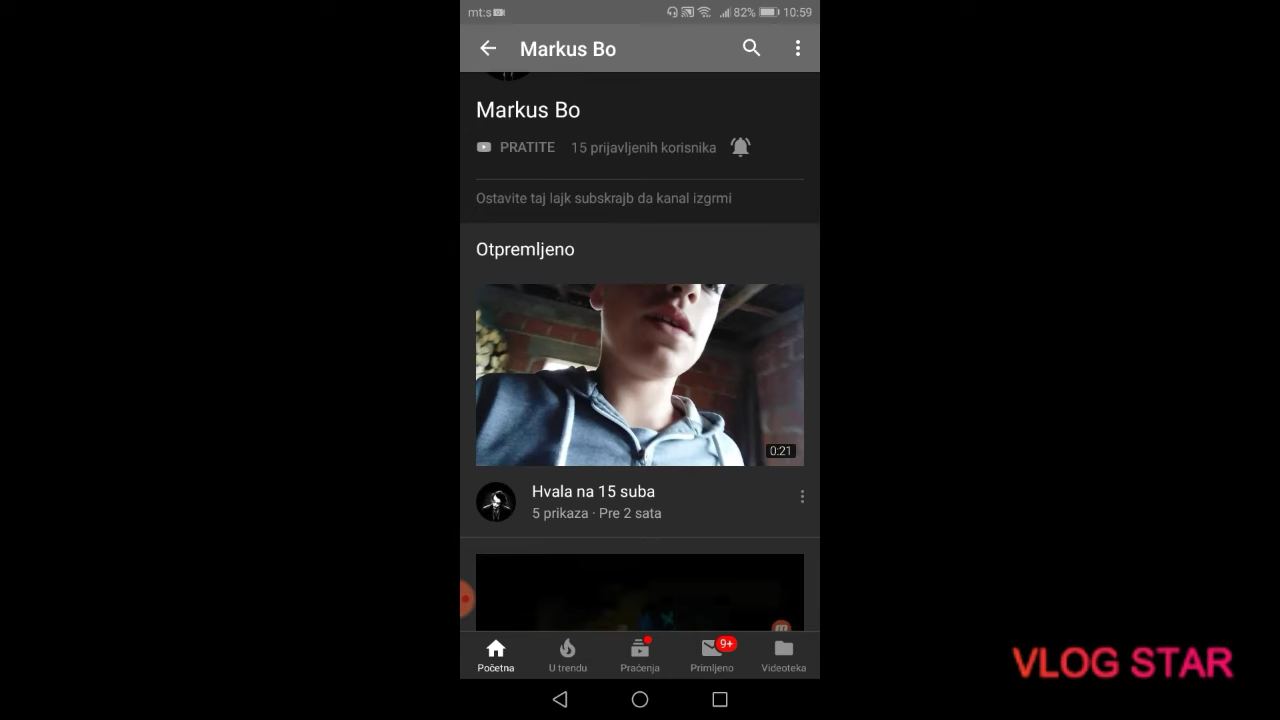 mt:s
82% 10:59
Markus Bo
Markus Bo
PRATITE 15 prijavljenih korisnika
Ostavite taj lajk subskrajb da kanal izgrmi
Otpremljeno
0:21
Hvala na 15 suba
5 prikaza · Pre 2 sata
9+
Početna U trendu Praćenja Primljeno Videoteka
VLOG STAR